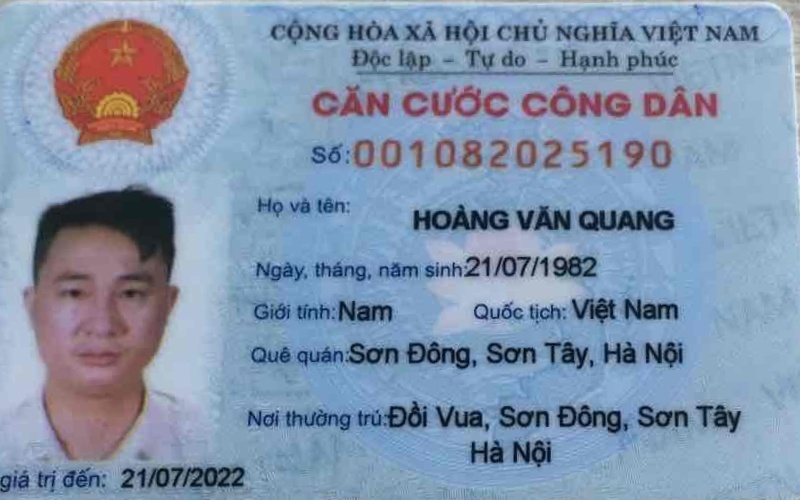 CỘNG HÒA XÃ HỘI CHỦ NGHĨA VIỆT NAM
Độc lập - Tự do - Hạnh phúc
CĂN CƯỚC CÔNG DÂN
Số: 001082025190
Họ và tên: HOÀNG VĂN QUANG
Ngày, tháng, năm sinh: 21/07/1982
Giới tính: Nam Quốc tịch: Việt Nam
Quê quán: Sơn Đông, Sơn Tây, Hà Nội
Nơi thường trú: Đồi Vua, Sơn Đông, Sơn Tây
Hà Nội
giá trị đến: 21/07/2022